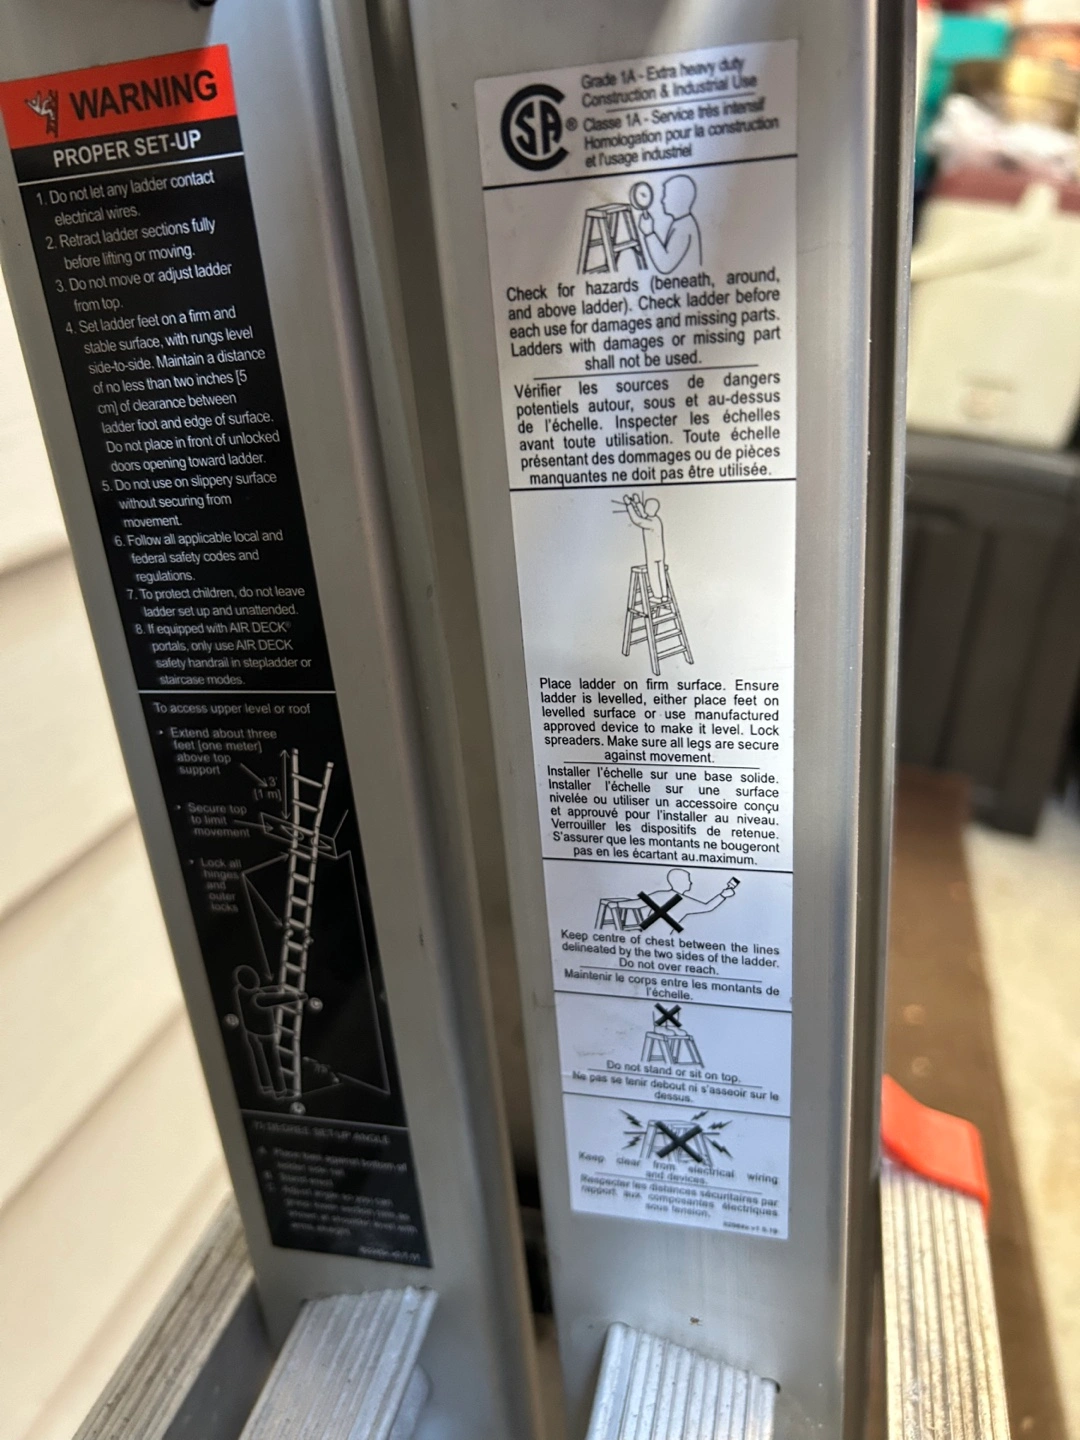 WARNING
PROPER SET-UP
1. Do not let any ladder contact
electrical wires.
2. Retract ladder sections fully
before lifting or moving.
3. Do not move or adjust ladder
from top.
4. Set ladder feet on a firm and
stable surface, with rungs level
side-to-side. Maintain a distance
of no less than two inches [5
cm] of clearance between
ladder foot and edge of surface.
Do not place in front of unlocked
doors opening toward ladder.
5. Do not use on slippery surface
without securing from
movement.
6. Follow all applicable local and
federal safety codes and
regulations.
7. To protect children, do not leave
ladder set up and unattended.
8. If equipped with AIR DECK®
portals, only use AIR DECK
safety handrail in stepladder or
staircase modes.
To access upper level or roof
• Extend about three
feet [one meter]
above top
support
3'
[1 m]
• Secure top
to limit
movement
• Lock all
hinges
and
outer
locks
DEGREE SET-UP ANGLE
CSA®
Grade 1A - Extra heavy duty
Construction & Industrial Use
Classe 1A - Service très intensif
Homologation pour la construction
et l'usage industriel
Check for hazards (beneath, around,
and above ladder). Check ladder before
each use for damages and missing parts.
Ladders with damages or missing part
shall not be used.
Vérifier les sources de dangers
potentiels autour, sous et au-dessus
de l'échelle. Inspecter les échelles
avant toute utilisation. Toute échelle
présentant des dommages ou de pièces
manquantes ne doit pas être utilisée.
Place ladder on firm surface. Ensure
ladder is levelled, either place feet on
levelled surface or use manufactured
approved device to make it level. Lock
spreaders. Make sure all legs are secure
against movement.
Installer l'échelle sur une base solide.
Installer l'échelle sur une surface
nivelée ou utiliser un accessoire conçu
et approuvé pour l'installer au niveau.
Verrouiller les dispositifs de retenue.
S'assurer que les montants ne bougeront
pas en les écartant au.maximum.
Keep centre of chest between the lines
delineated by the two sides of the ladder.
Do not over reach.
Maintenir le corps entre les montants de
l'échelle.
Do not stand or sit on top.
Ne pas se tenir debout ni s'asseoir sur le
dessus.
Keep clear from electrical wiring
and devices.
Respecter les distances sécuritaires par
rapport aux composantes électriques
sous tension.